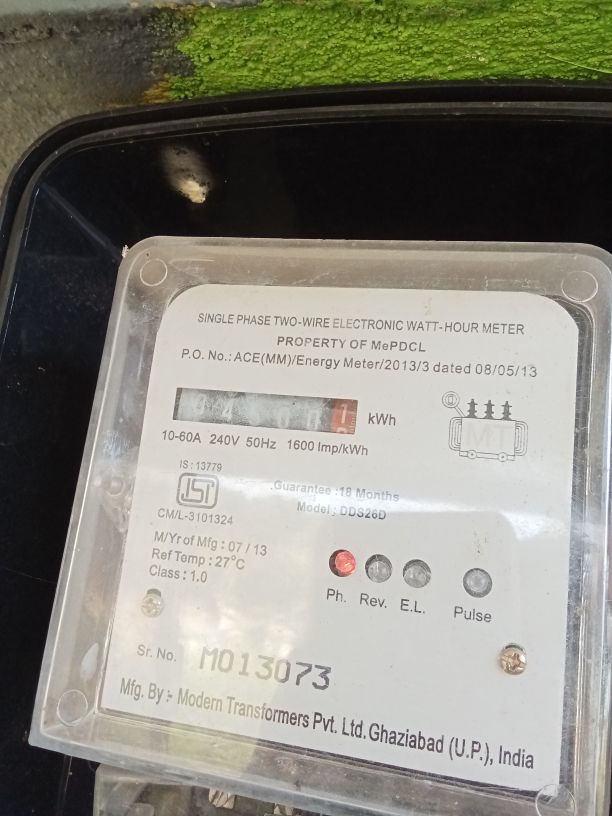 SINGLE PHASE TWO-WIRE ELECTRONIC WATT-HOUR METER
PROPERTY OF MePDCL
P.O. No.: ACE(MM)/Energy Meter/2013/3 dated 08/05/13
kWh
10-60A 240V 50Hz 1600 Imp/kWh
MT
IS : 13779
ISI
CM/L-3101324
Guarantee :18 Months
Model : DDS26D
M/Yr of Mfg : 07 / 13
Ref Temp : 27°C
Class : 1.0
Ph. Rev. E.L. Pulse
Sr. No. M013073
Mfg. By :- Modern Transformers Pvt. Ltd. Ghaziabad (U.P.), India